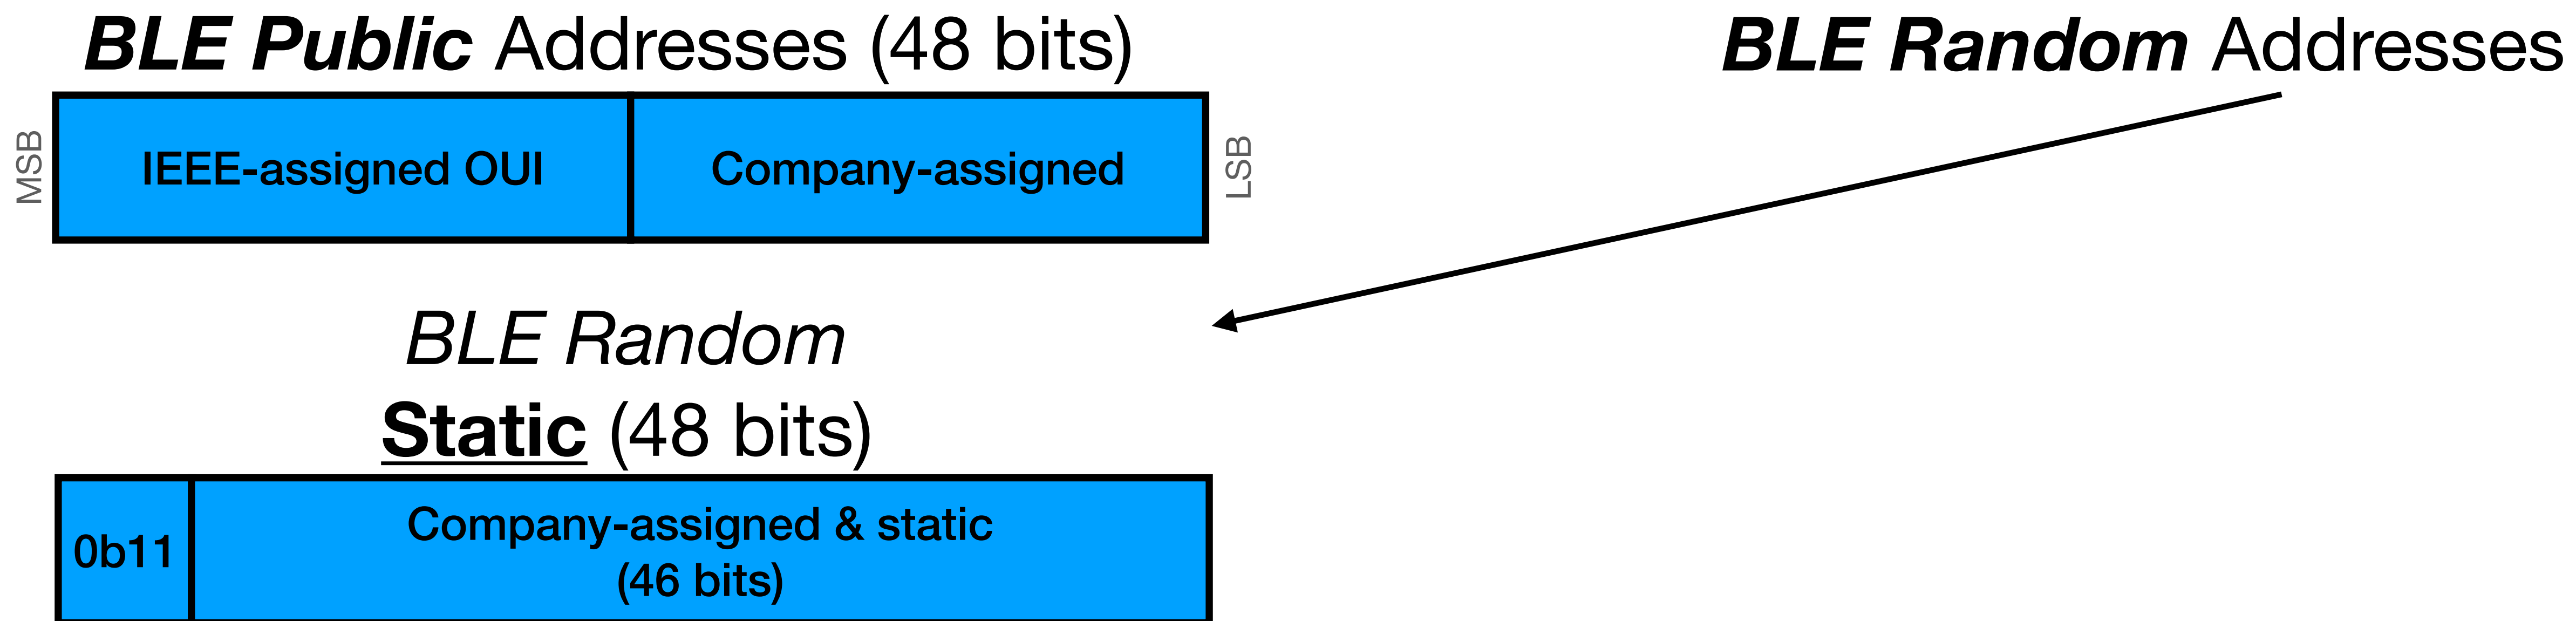 BLE Public Addresses (48 bits)
BLE Random Addresses
MSB
IEEE-assigned OUI
Company-assigned
LSB
BLE Random
Static (48 bits)
0b11
Company-assigned & static
(46 bits)